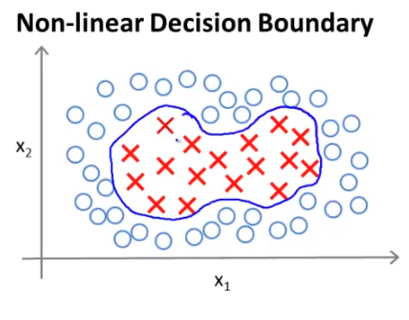 Non-linear Decision Boundary
x₂
x₁